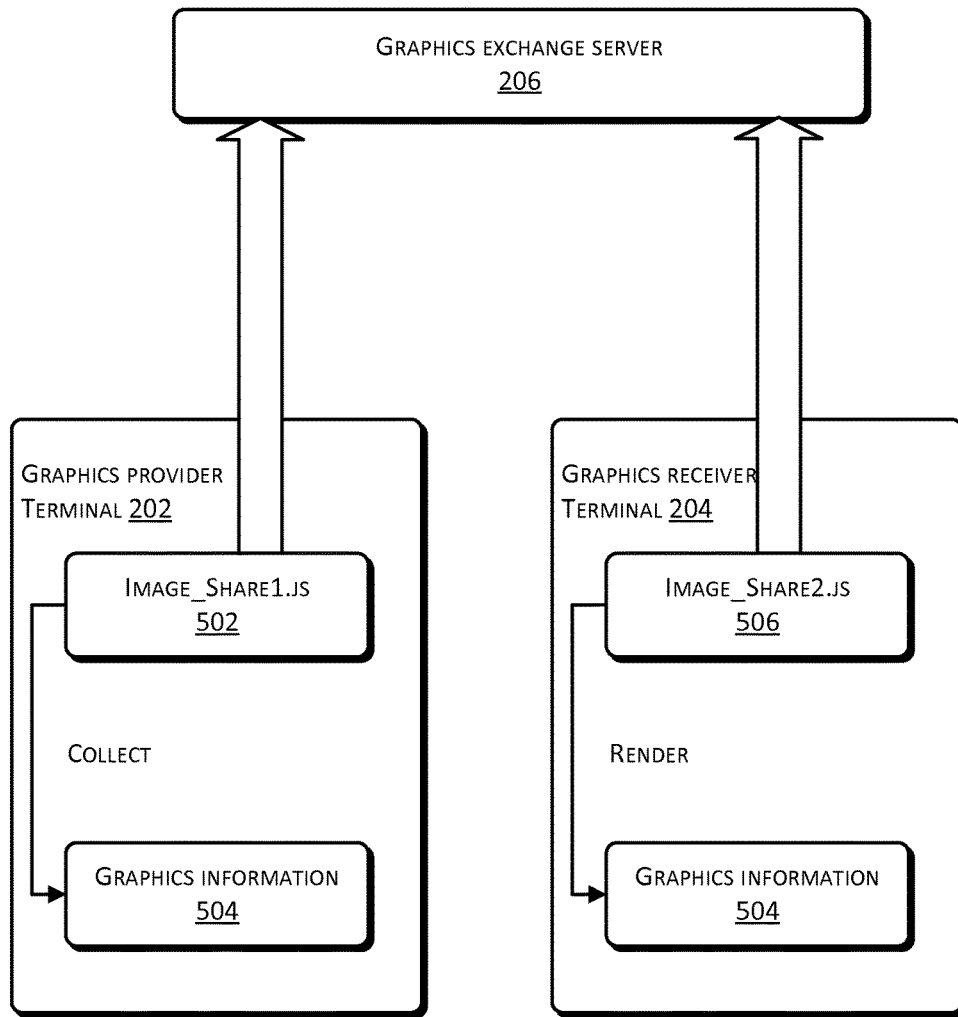 GRAPHICS EXCHANGE SERVER
206
GRAPHICS PROVIDER
TERMINAL 202
IMAGE_SHARE1.JS
502
COLLECT
GRAPHICS INFORMATION
504
GRAPHICS RECEIVER
TERMINAL 204
IMAGE_SHARE2.JS
506
RENDER
GRAPHICS INFORMATION
504